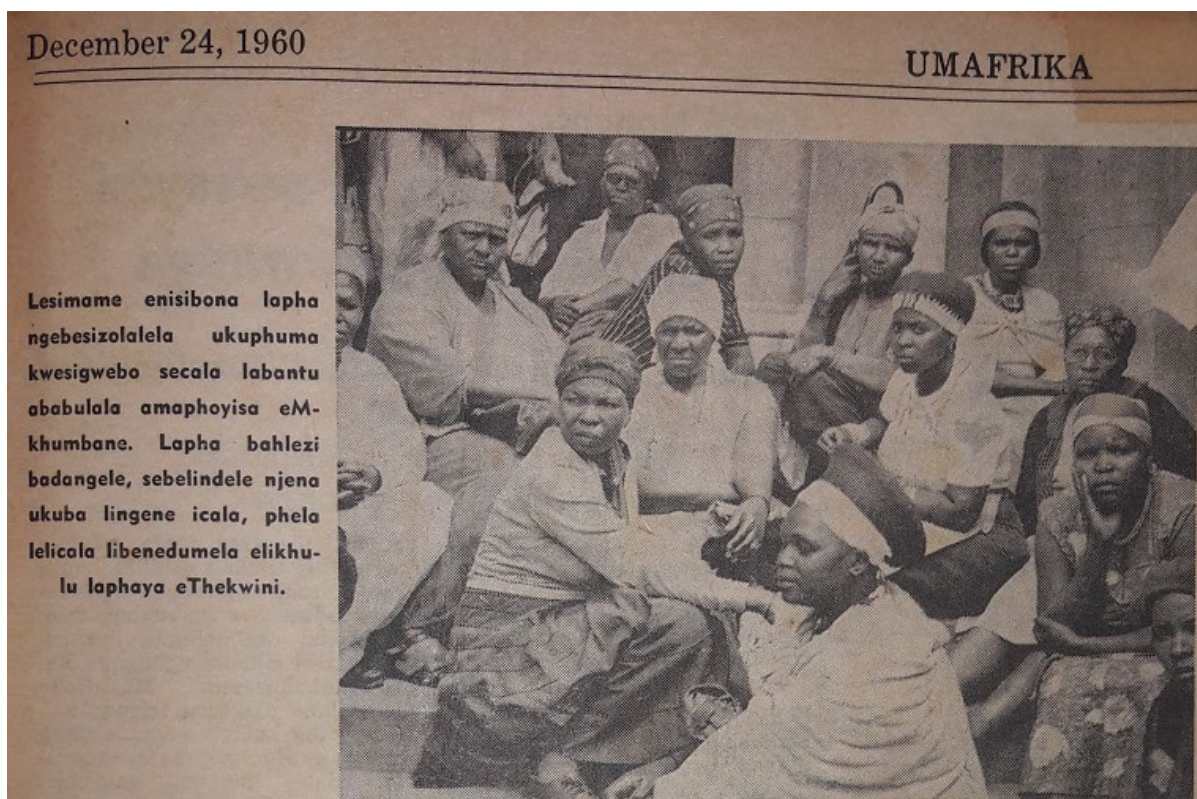 December 24, 1960
UMAFRIKA
Lesimame enisibona lapha
ngebesizolalela ukuphuma
kwesigwebo secala labantu
ababulala amaphoyisa eM-
khumbane. Lapha bahlezi
badangele, sebelindele njena
ukuba lingene icala, phela
lelicala libenedumela elikhu-
lu laphaya eThekwini.